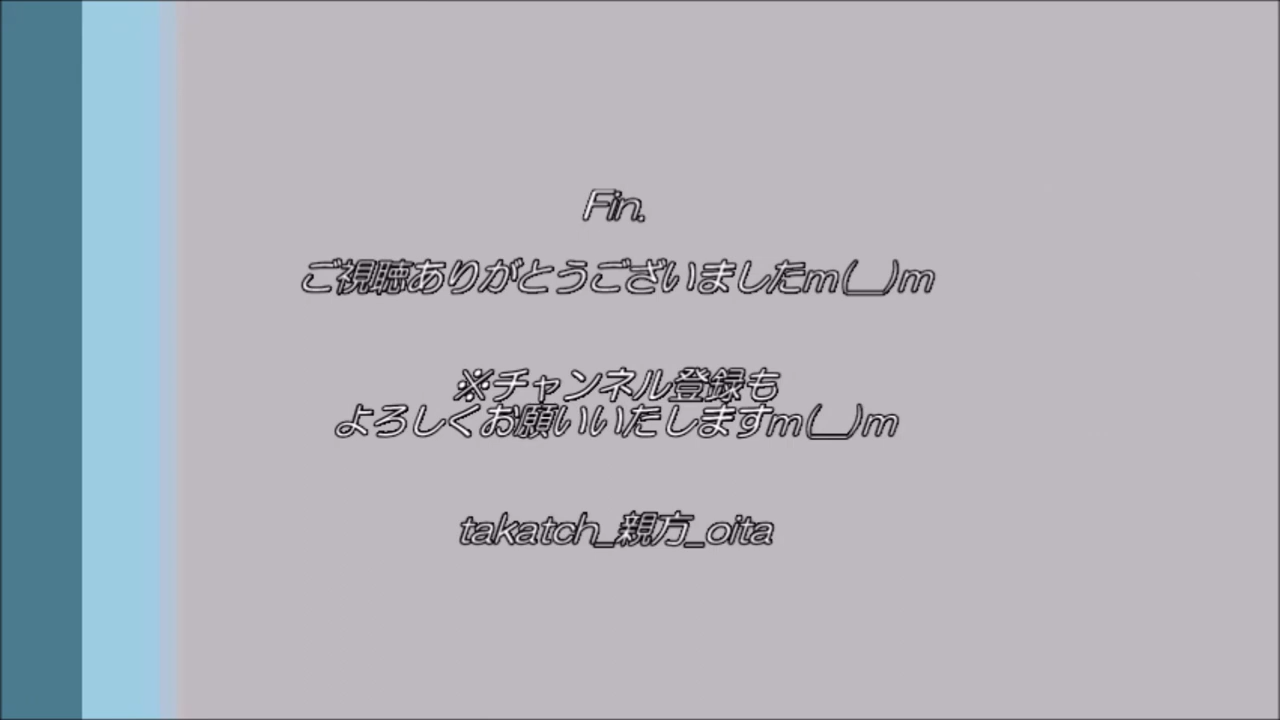 Fin.
ご視聴ありがとうございましたm(__)m
※チャンネル登録も
よろしくお願いいたしますm(__)m
takatch_親方_oita